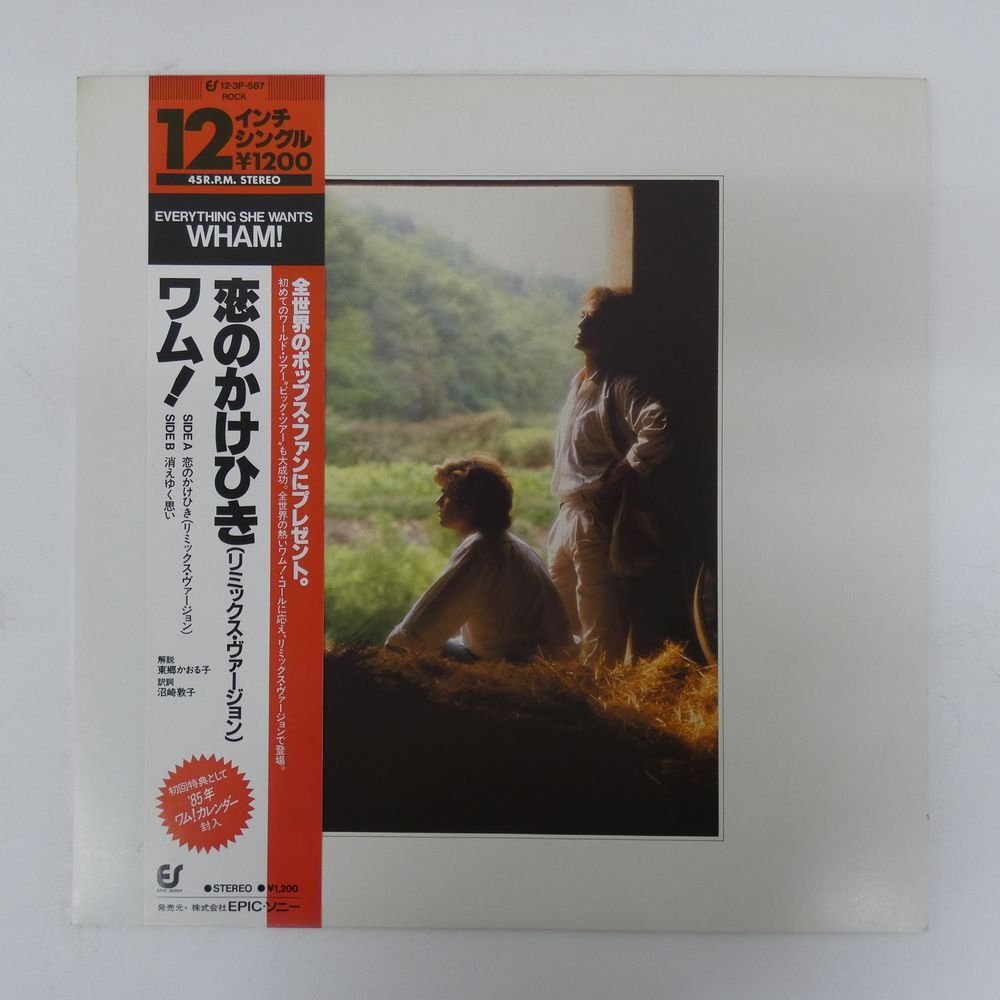 ES 12・3P-587
ROCK
12
インチ
シングル
¥1200
45R.P.M. STEREO
EVERYTHING SHE WANTS
WHAM!
全世界のポップス・ファンにプレゼント。
初めてのワールド・ツアー“ビッグ・ツアー”も大成功。全世界の熱いワム!・コールに応え、リミックス・ヴァージョンで登場。
恋のかけひき(リミックス・ヴァージョン)
ワム!
SIDE A 恋のかけひき(リ・ミックス・ヴァージョン)
SIDE B 消えゆく思い
解説
東郷かおる子
訳詞
沼崎敦子
初回特典として
'85年
ワム!カレンダー
封入
ES
EPIC SONY
●STEREO ●¥1,200
発売元・株式会社EPIC・ソニー